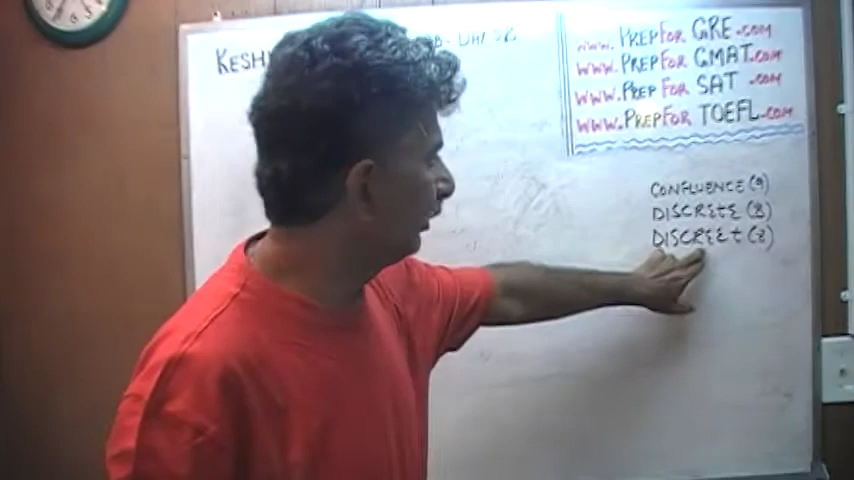 KESH
www.PREPFOR GRE.COM
www.PREPFOR GMAT.COM
www.PREPFOR SAT.COM
www.PREPFOR TOEFL.COM
CONFLUENCE (9)
DISCRETE (8)
DISCREET (8)